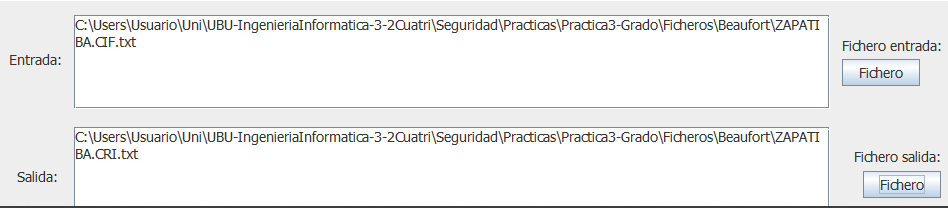 Entrada:
C:\Users\Usuario\Uni\UBU-IngenieriaInformatica-3-2Cuatri\Seguridad\Practicas\Practica3-Grado\Ficheros\Beaufort\ZAPATI
BA.CIF.txt
Fichero entrada:
Fichero
Salida:
C:\Users\Usuario\Uni\UBU-IngenieriaInformatica-3-2Cuatri\Seguridad\Practicas\Practica3-Grado\Ficheros\Beaufort\ZAPATI
BA.CRI.txt
Fichero salida:
Fichero